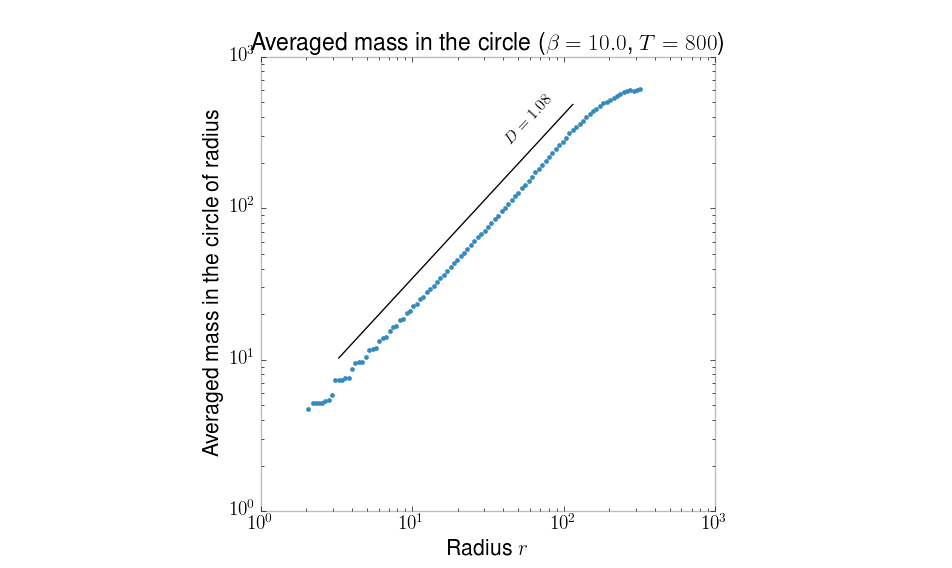 Averaged mass in the circle (β = 10.0, T = 800)
10³
D = 1.08
10²
Averaged mass in the circle of radius
10¹
10⁰
10⁰ 10¹ 10² 10³
Radius r